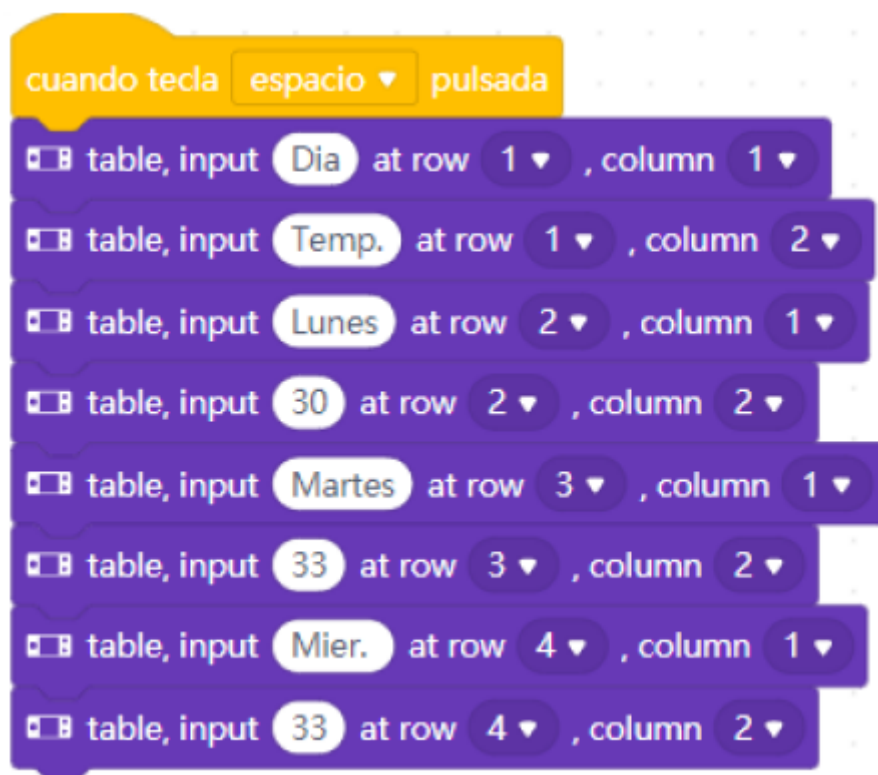 cuando tecla espacio pulsada
table, input Dia at row 1 , column 1
table, input Temp. at row 1 , column 2
table, input Lunes at row 2 , column 1
table, input 30 at row 2 , column 2
table, input Martes at row 3 , column 1
table, input 33 at row 3 , column 2
table, input Mier. at row 4 , column 1
table, input 33 at row 4 , column 2